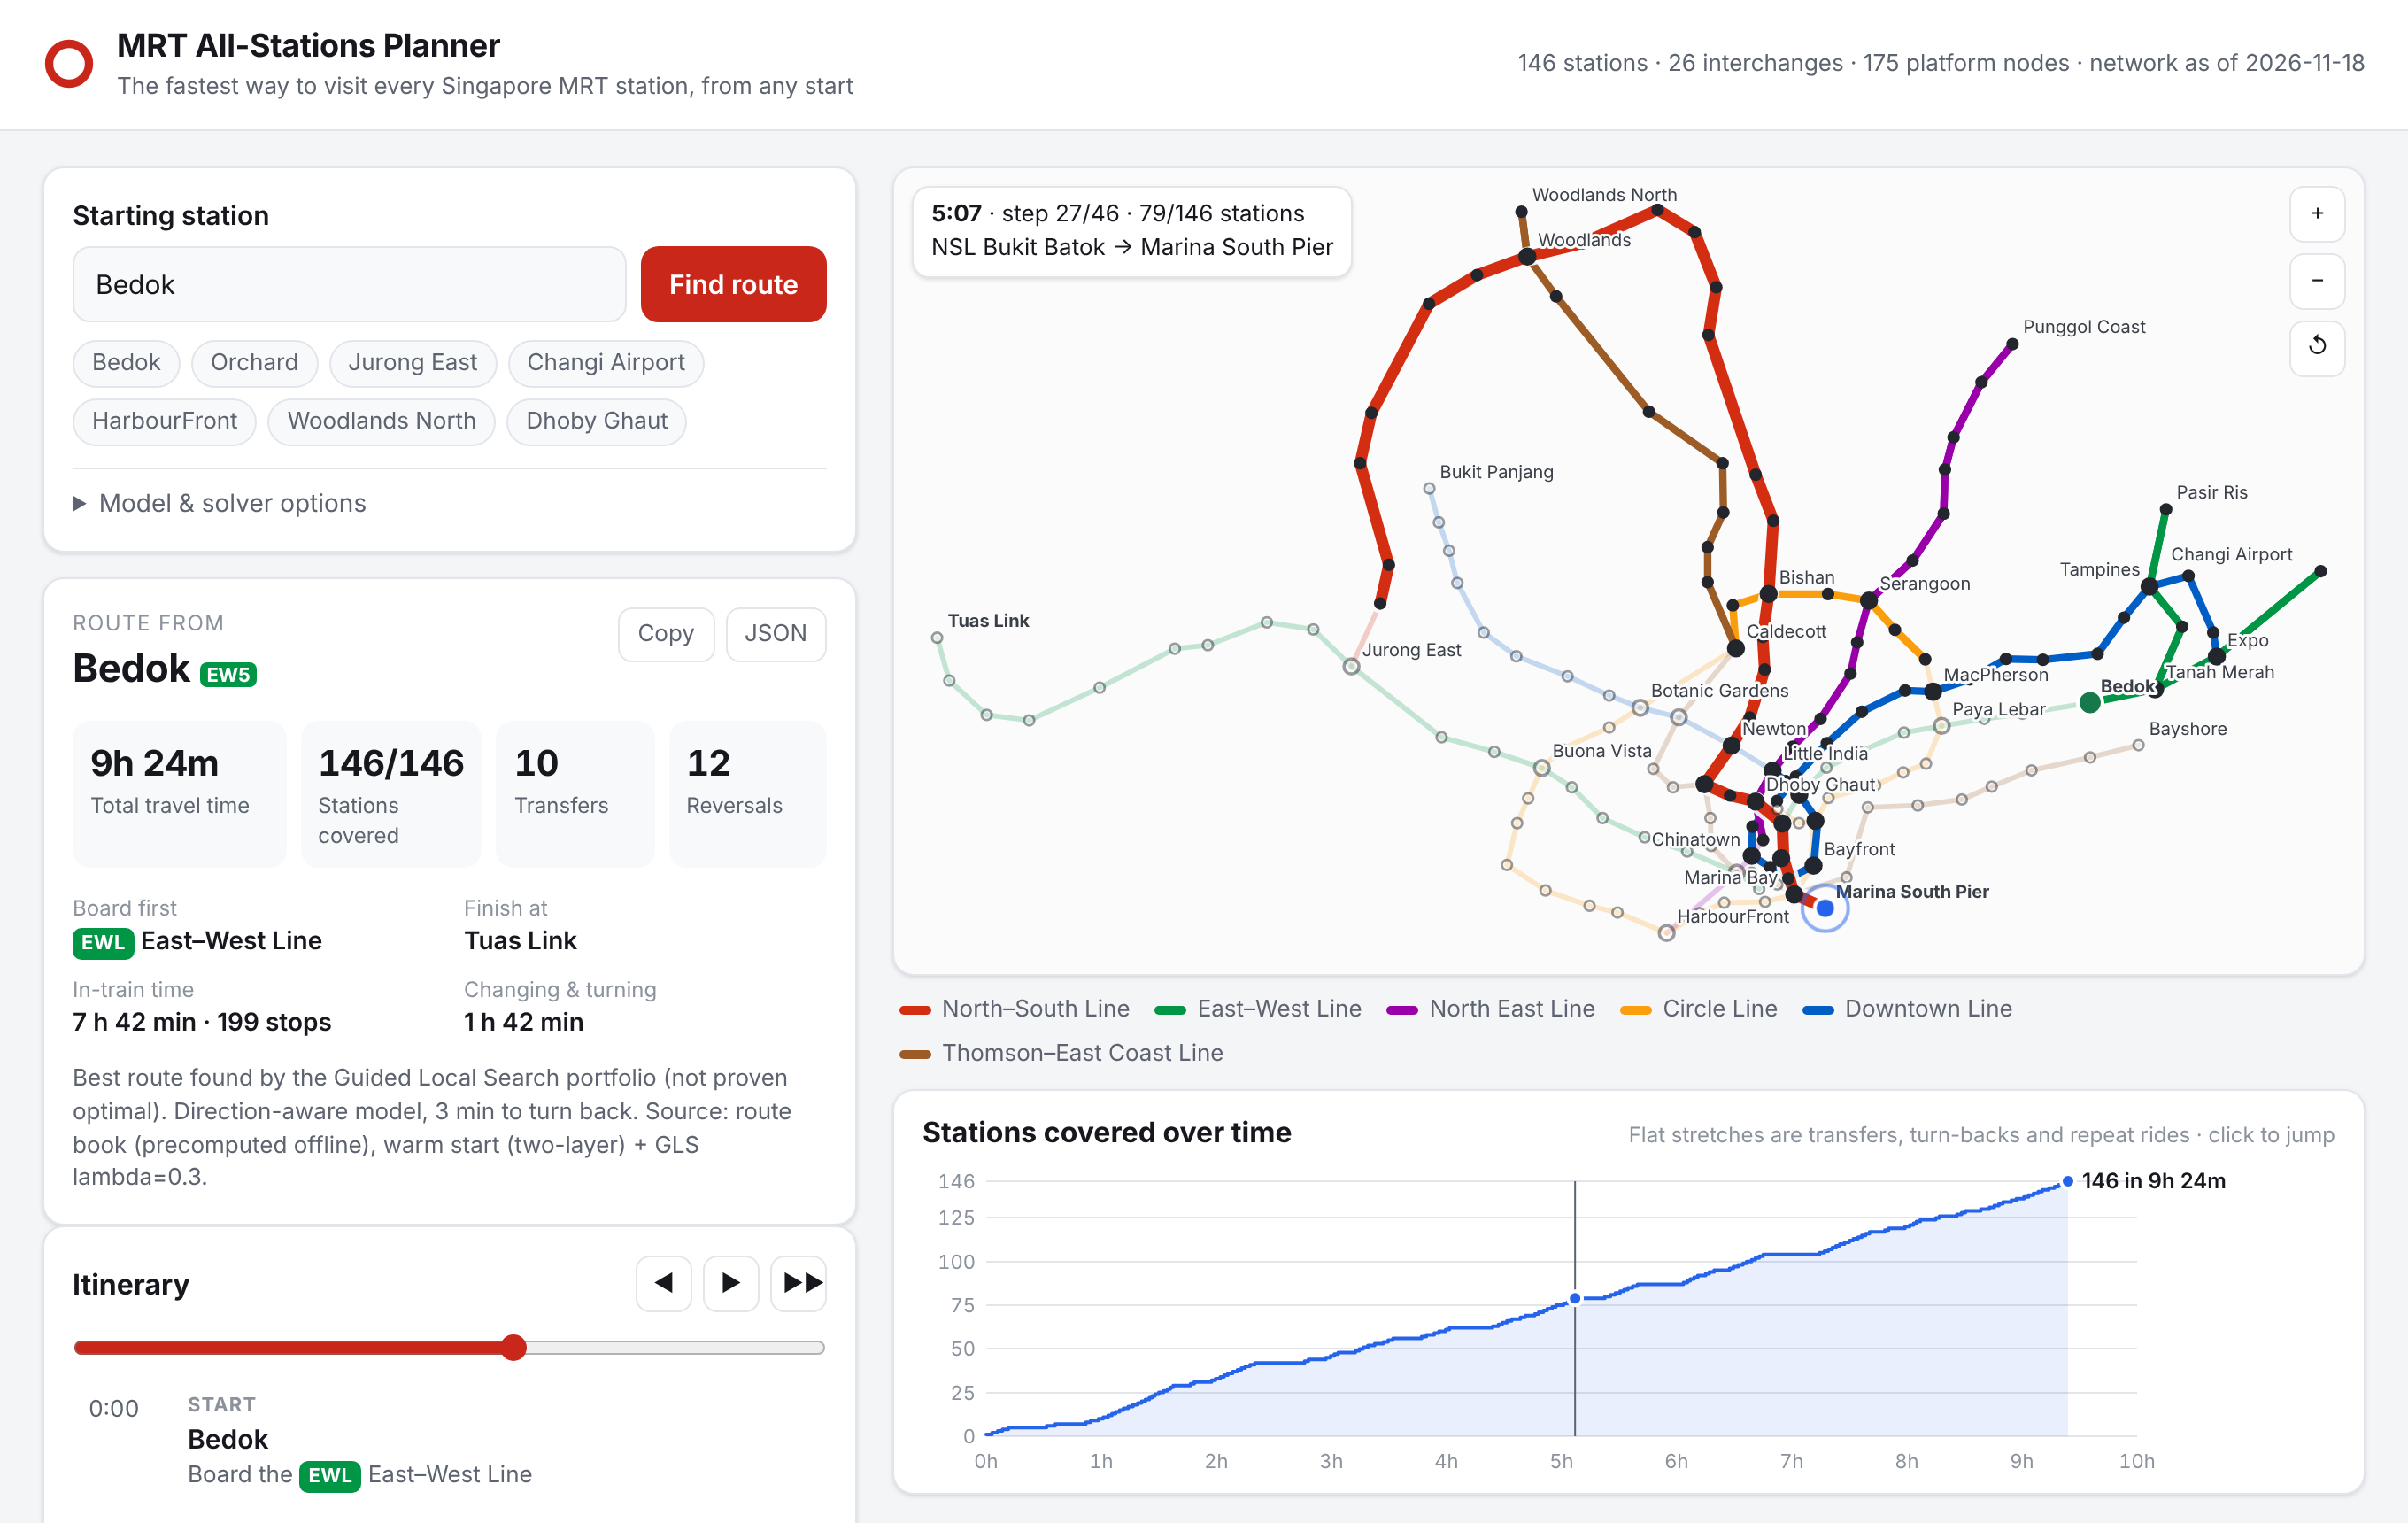 MRT All-Stations Planner
The fastest way to visit every Singapore MRT station, from any start
146 stations · 26 interchanges · 175 platform nodes · network as of 2026-11-18
Starting station
Bedok
Find route
Bedok
Orchard
Jurong East
Changi Airport
HarbourFront
Woodlands North
Dhoby Ghaut
▶ Model & solver options
ROUTE FROM
Bedok EW5
Copy
JSON
9h 24m
Total travel time
146/146
Stations
covered
10
Transfers
12
Reversals
Board first
EWL East–West Line
Finish at
Tuas Link
In-train time
7 h 42 min · 199 stops
Changing & turning
1 h 42 min
Best route found by the Guided Local Search portfolio (not proven
optimal). Direction-aware model, 3 min to turn back. Source: route
book (precomputed offline), warm start (two-layer) + GLS
lambda=0.3.
Itinerary
0:00
START
Bedok
Board the EWL East–West Line
5:07 · step 27/46 · 79/146 stations
NSL Bukit Batok → Marina South Pier
+
−
Woodlands North
Woodlands
Punggol Coast
Bukit Panjang
Pasir Ris
Changi Airport
Tampines
Bishan
Serangoon
Tuas Link
Caldecott
Expo
Jurong East
MacPherson
Tanah Merah
Bedok
Botanic Gardens
Paya Lebar
Newton
Bayshore
Buona Vista
Little India
Dhoby Ghaut
Chinatown
Bayfront
Marina Bay
Marina South Pier
HarbourFront
North–South Line
East–West Line
North East Line
Circle Line
Downtown Line
Thomson–East Coast Line
Stations covered over time
Flat stretches are transfers, turn-backs and repeat rides · click to jump
146
125
100
75
50
25
0
146 in 9h 24m
0h
1h
2h
3h
4h
5h
6h
7h
8h
9h
10h